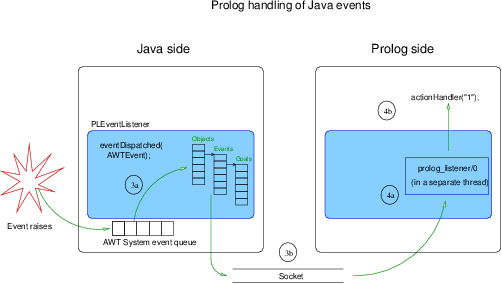 Prolog handling of Java events
Java side
Prolog side
PLEventListener
eventDispatched(
AWTEvent);
Objects
Events
Goals
3a
Event raises
AWT System event queue
3b
Socket
actionHandler("1"),
4b
prolog_listener/0
(in a separate thread)
4a